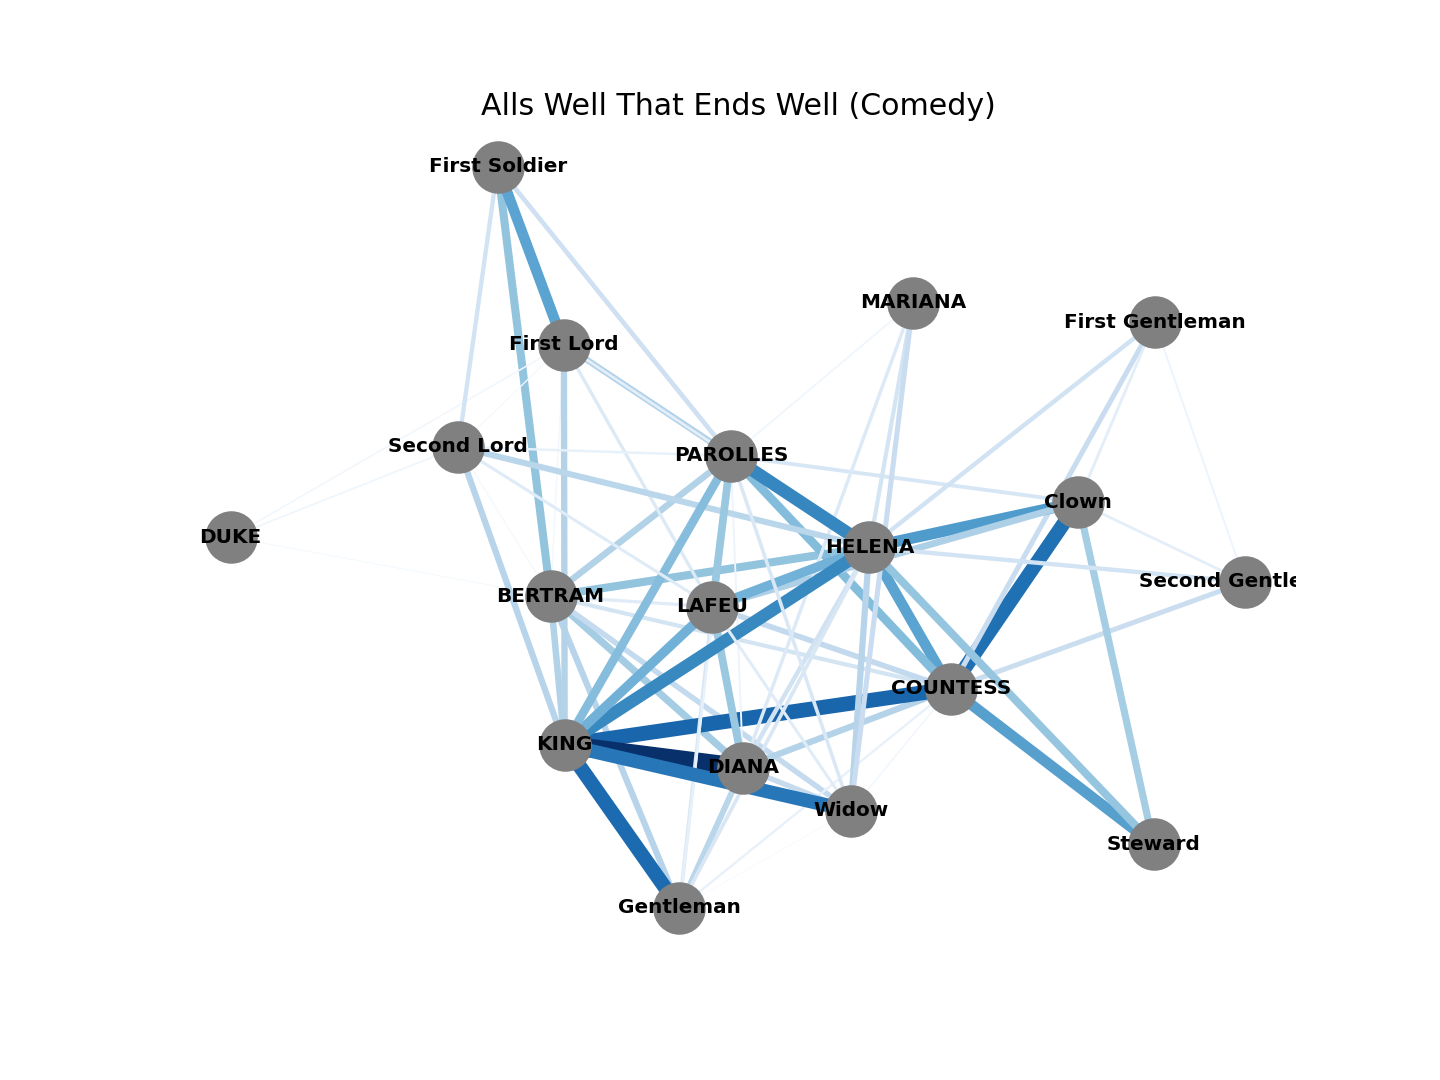 Alls Well That Ends Well (Comedy)
First Soldier
MARIANA
First Gentleman
First Lord
Second Lord
PAROLLES
Clown
DUKE
HELENA
Second Gentle
BERTRAM
LAFEU
COUNTESS
KING
DIANA
Widow
Steward
Gentleman